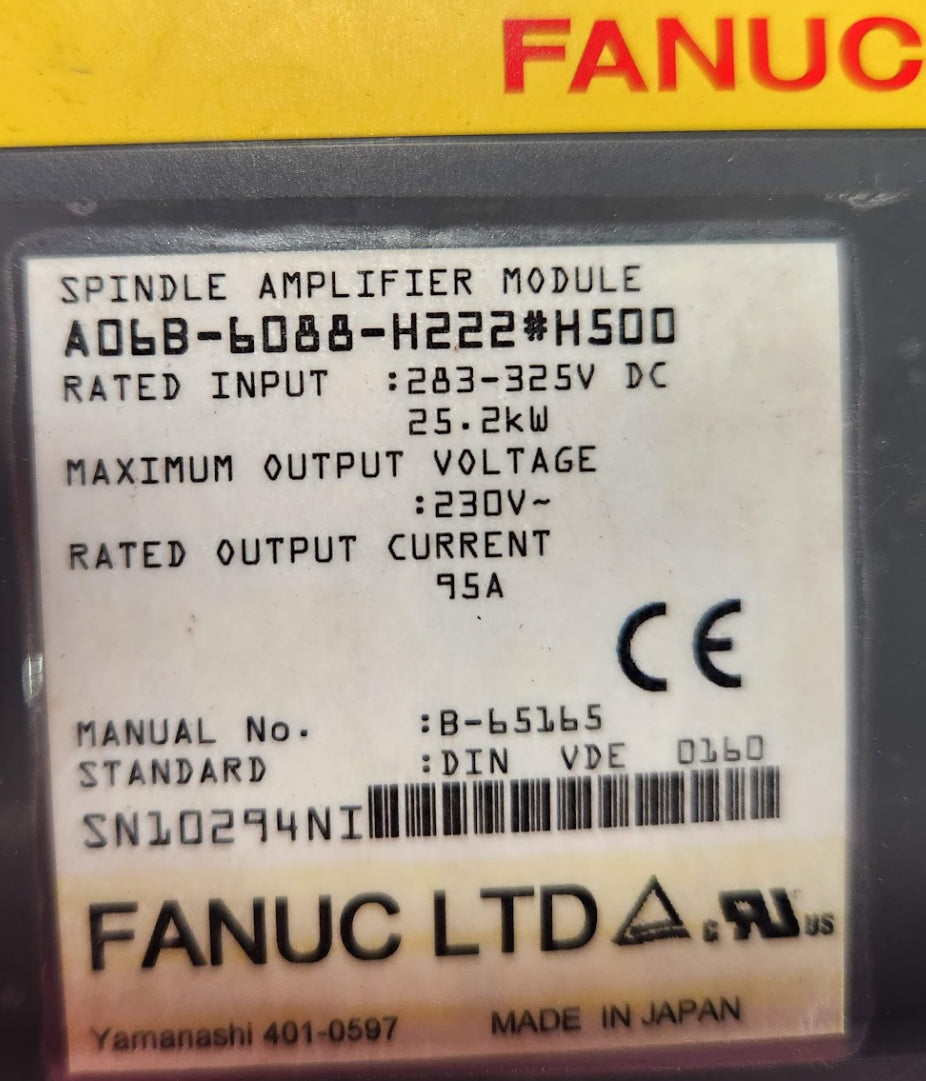 FANUC
SPINDLE AMPLIFIER MODULE
A06B-6088-H222#H500
RATED INPUT :283-325V DC
25.2kW
MAXIMUM OUTPUT VOLTAGE
:230V~
RATED OUTPUT CURRENT
95A
CE
MANUAL No. :B-65165
STANDARD :DIN VDE 0160
SN10294NI
FANUC LTD c RU US
Yamanashi 401-0597 MADE IN JAPAN